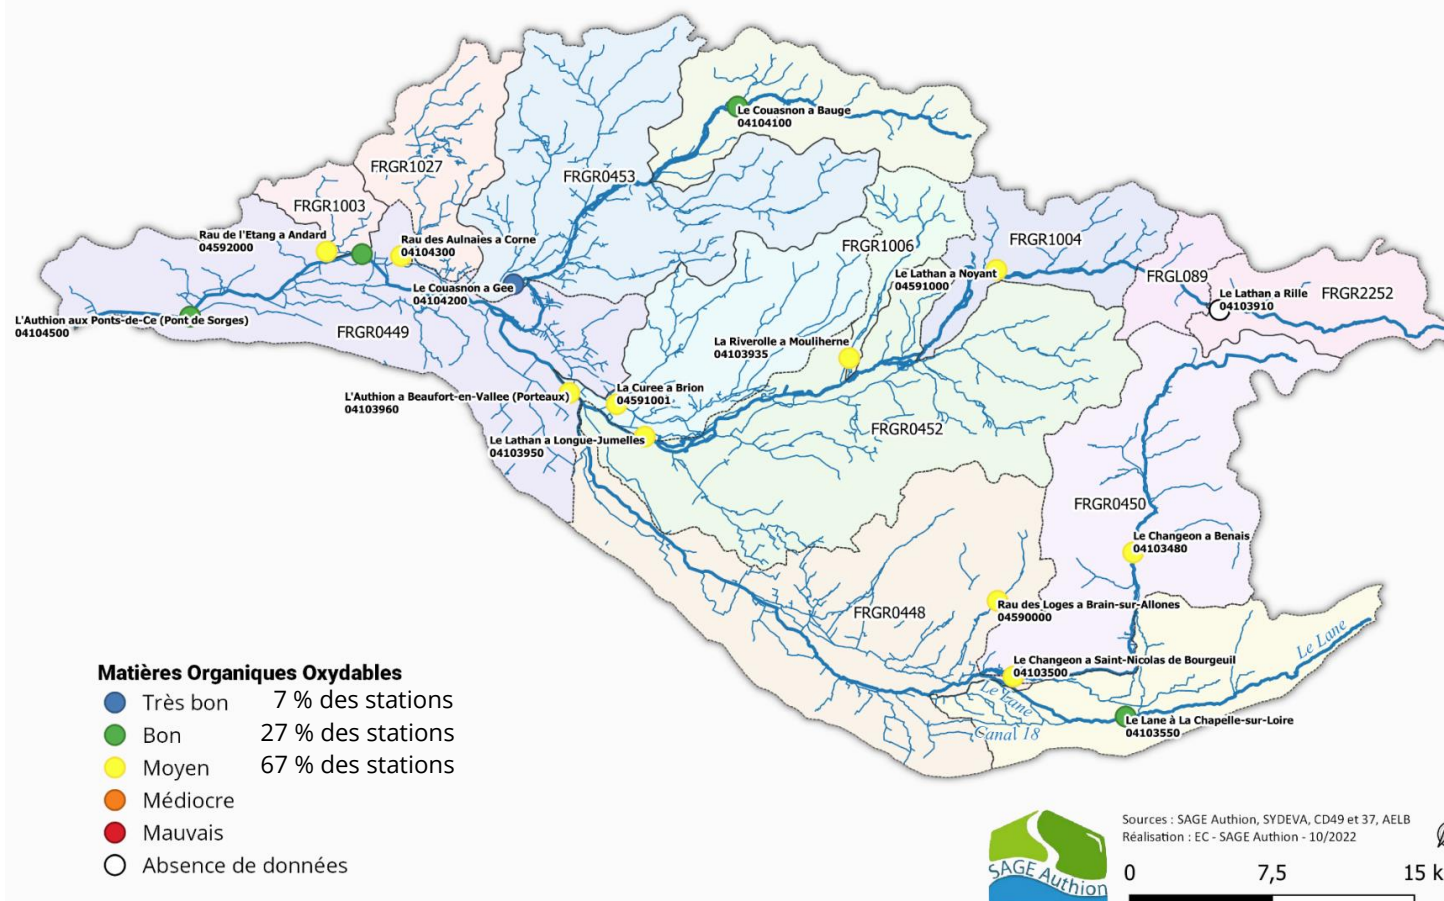 Le Couasnon a Bauge
04104100
FRGR1027
FRGR0453
FRGR1003
Rau de l'Etang a Andard
04592000
Rau des Aulnaies a Corne
04104300
FRGR1006
FRGR1004
Le Lathan a Noyant
04591000
FRGL089
FRGR2252
Le Lathan a Rille
04103910
Le Couasnon a Gee
04104200
L'Authion aux Ponts-de-Ce (Pont de Sorges)
04104500
FRGR0449
La Riverolle a Mouliherne
04103935
L'Authion a Beaufort-en-Vallee (Porteaux)
04103960
La Curee a Brion
04591001
Le Lathan a Longue-Jumelles
04103950
FRGR0452
FRGR0450
Le Changeon a Benais
04103480
FRGR0448
Rau des Loges a Brain-sur-Allones
04590000
Le Changeon a Saint-Nicolas de Bourgeuil
04103500
Le Lane
Le Lane
Canal 18
Le Lane à La Chapelle-sur-Loire
04103550
Matières Organiques Oxydables
Très bon 7 % des stations
Bon 27 % des stations
Moyen 67 % des stations
Médiocre
Mauvais
Absence de données
SAGE Authion
Sources : SAGE Authion, SYDEVA, CD49 et 37, AELB
Réalisation : EC - SAGE Authion - 10/2022
0 7,5 15 k